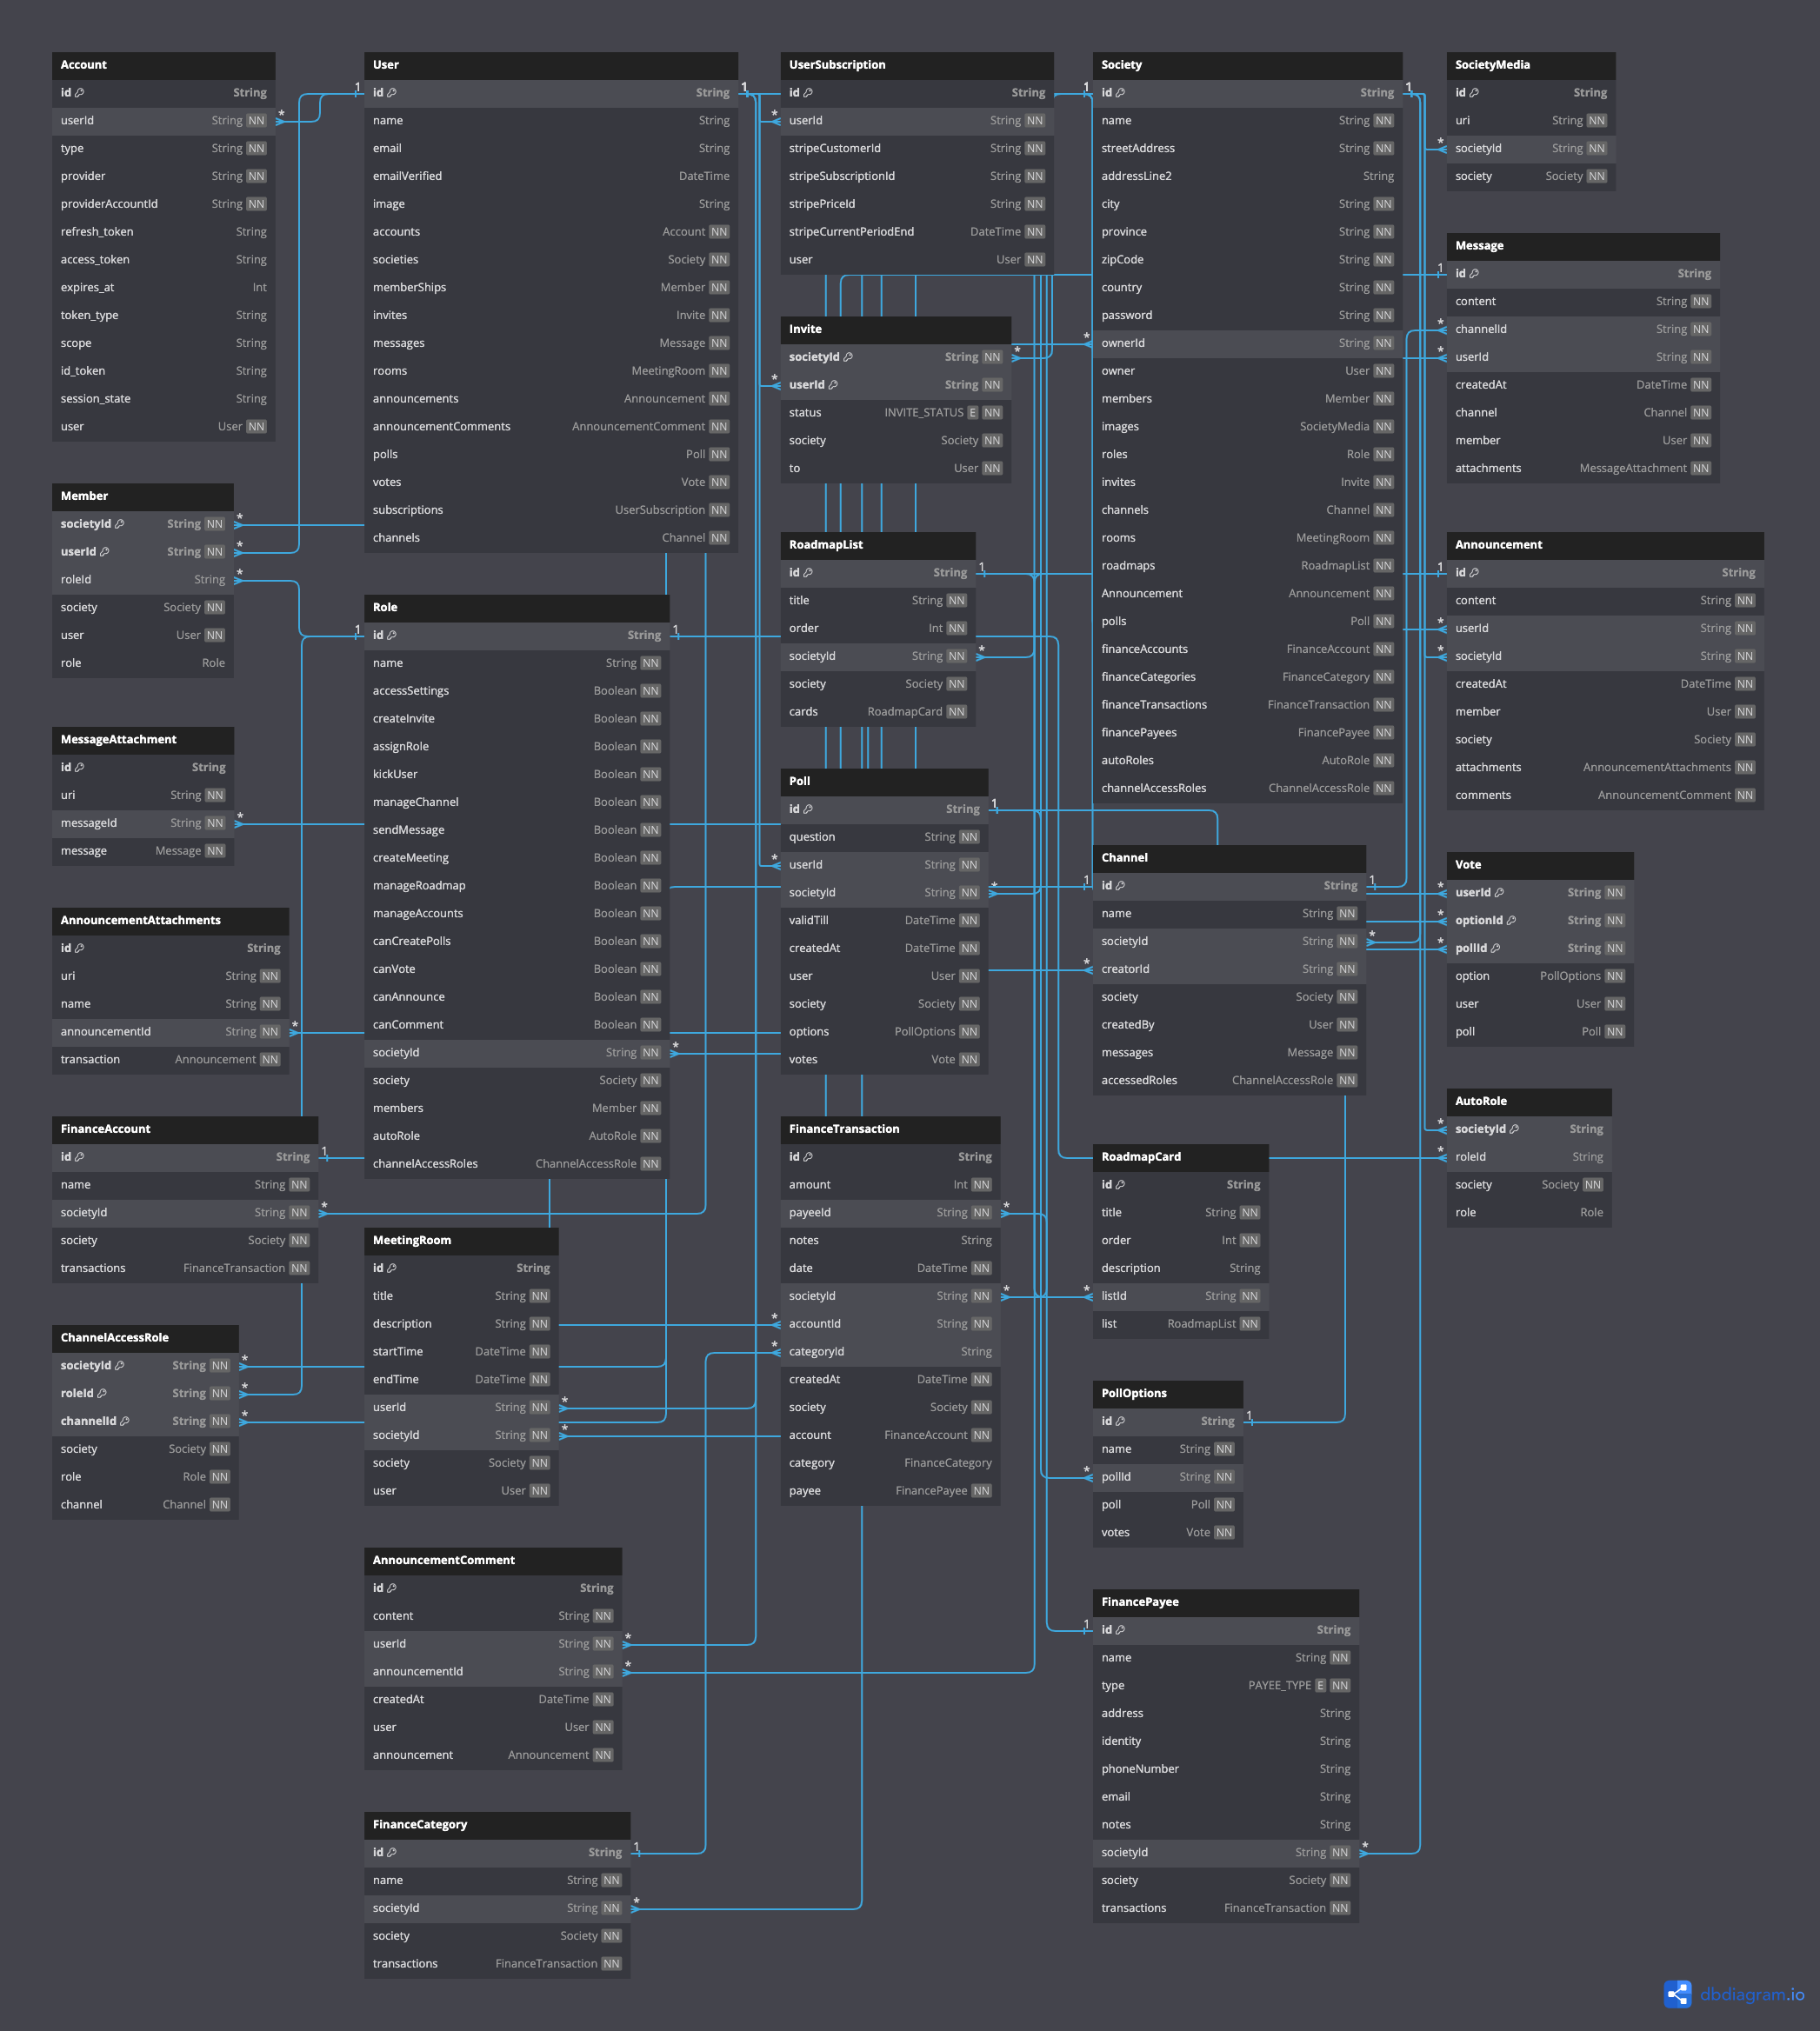 Account
id String
userId String NN
type String NN
provider String NN
providerAccountId String NN
refresh_token String
access_token String
expires_at Int
token_type String
scope String
id_token String
session_state String
user User NN
Member
societyId String NN
userId String NN
roleId String
society Society NN
user User NN
role Role
MessageAttachment
id String
uri String NN
messageId String NN
message Message NN
AnnouncementAttachments
id String
uri String NN
name String NN
announcementId String NN
transaction Announcement NN
FinanceAccount
id String
name String NN
societyId String NN
society Society NN
transactions FinanceTransaction NN
ChannelAccessRole
societyId String NN
roleId String NN
channelId String NN
society Society NN
role Role NN
channel Channel NN
User
id String
name String
email String
emailVerified DateTime
image String
accounts Account NN
societies Society NN
memberShips Member NN
invites Invite NN
messages Message NN
rooms MeetingRoom NN
announcements Announcement NN
announcementComments AnnouncementComment NN
polls Poll NN
votes Vote NN
subscriptions UserSubscription NN
channels Channel NN
Role
id String
name String NN
accessSettings Boolean NN
createInvite Boolean NN
assignRole Boolean NN
kickUser Boolean NN
manageChannel Boolean NN
sendMessage Boolean NN
createMeeting Boolean NN
manageRoadmap Boolean NN
manageAccounts Boolean NN
canCreatePolls Boolean NN
canVote Boolean NN
canAnnounce Boolean NN
canComment Boolean NN
societyId String NN
society Society NN
members Member NN
autoRole AutoRole NN
channelAccessRoles ChannelAccessRole NN
MeetingRoom
id String
title String NN
description String NN
startTime DateTime NN
endTime DateTime NN
userId String NN
societyId String NN
society Society NN
user User NN
AnnouncementComment
id String
content String NN
userId String NN
announcementId String NN
createdAt DateTime NN
user User NN
announcement Announcement NN
FinanceCategory
id String
name String NN
societyId String NN
society Society NN
transactions FinanceTransaction NN
UserSubscription
id String
userId String NN
stripeCustomerId String NN
stripeSubscriptionId String NN
stripePriceId String NN
stripeCurrentPeriodEnd DateTime NN
user User NN
Invite
societyId String NN
userId String NN
status INVITE_STATUS E NN
society Society NN
to User NN
RoadmapList
id String
title String NN
order Int NN
societyId String NN
society Society NN
cards RoadmapCard NN
Poll
id String
question String NN
userId String NN
societyId String NN
validTill DateTime NN
createdAt DateTime NN
user User NN
society Society NN
options PollOptions NN
votes Vote NN
FinanceTransaction
id String
amount Int NN
payeeId String NN
notes String
date DateTime NN
societyId String NN
accountId String NN
categoryId String
createdAt DateTime NN
society Society NN
account FinanceAccount NN
category FinanceCategory
payee FinancePayee NN
Society
id String
name String NN
streetAddress String NN
addressLine2 String
city String NN
province String NN
zipCode String NN
country String NN
password String NN
ownerId String NN
owner User NN
members Member NN
images SocietyMedia NN
roles Role NN
invites Invite NN
channels Channel NN
rooms MeetingRoom NN
roadmaps RoadmapList NN
Announcement Announcement NN
polls Poll NN
financeAccounts FinanceAccount NN
financeCategories FinanceCategory NN
financeTransactions FinanceTransaction NN
financePayees FinancePayee NN
autoRoles AutoRole NN
channelAccessRoles ChannelAccessRole NN
Channel
id String
name String NN
societyId String NN
creatorId String NN
society Society NN
createdBy User NN
messages Message NN
accessedRoles ChannelAccessRole NN
RoadmapCard
id String
title String NN
order Int NN
description String
listId String NN
list RoadmapList NN
PollOptions
id String
name String NN
pollId String NN
poll Poll NN
votes Vote NN
FinancePayee
id String
name String NN
type PAYEE_TYPE E NN
address String
identity String
phoneNumber String
email String
notes String
societyId String NN
society Society NN
transactions FinanceTransaction NN
SocietyMedia
id String
uri String NN
societyId String NN
society Society NN
Message
id String
content String NN
channelId String NN
userId String NN
createdAt DateTime NN
channel Channel NN
member User NN
attachments MessageAttachment NN
Announcement
id String
content String NN
userId String NN
societyId String NN
createdAt DateTime NN
member User NN
society Society NN
attachments AnnouncementAttachments NN
comments AnnouncementComment NN
Vote
userId String NN
optionId String NN
pollId String NN
option PollOptions NN
user User NN
poll Poll NN
AutoRole
societyId String
roleId String
society Society NN
role Role
dbdiagram.io